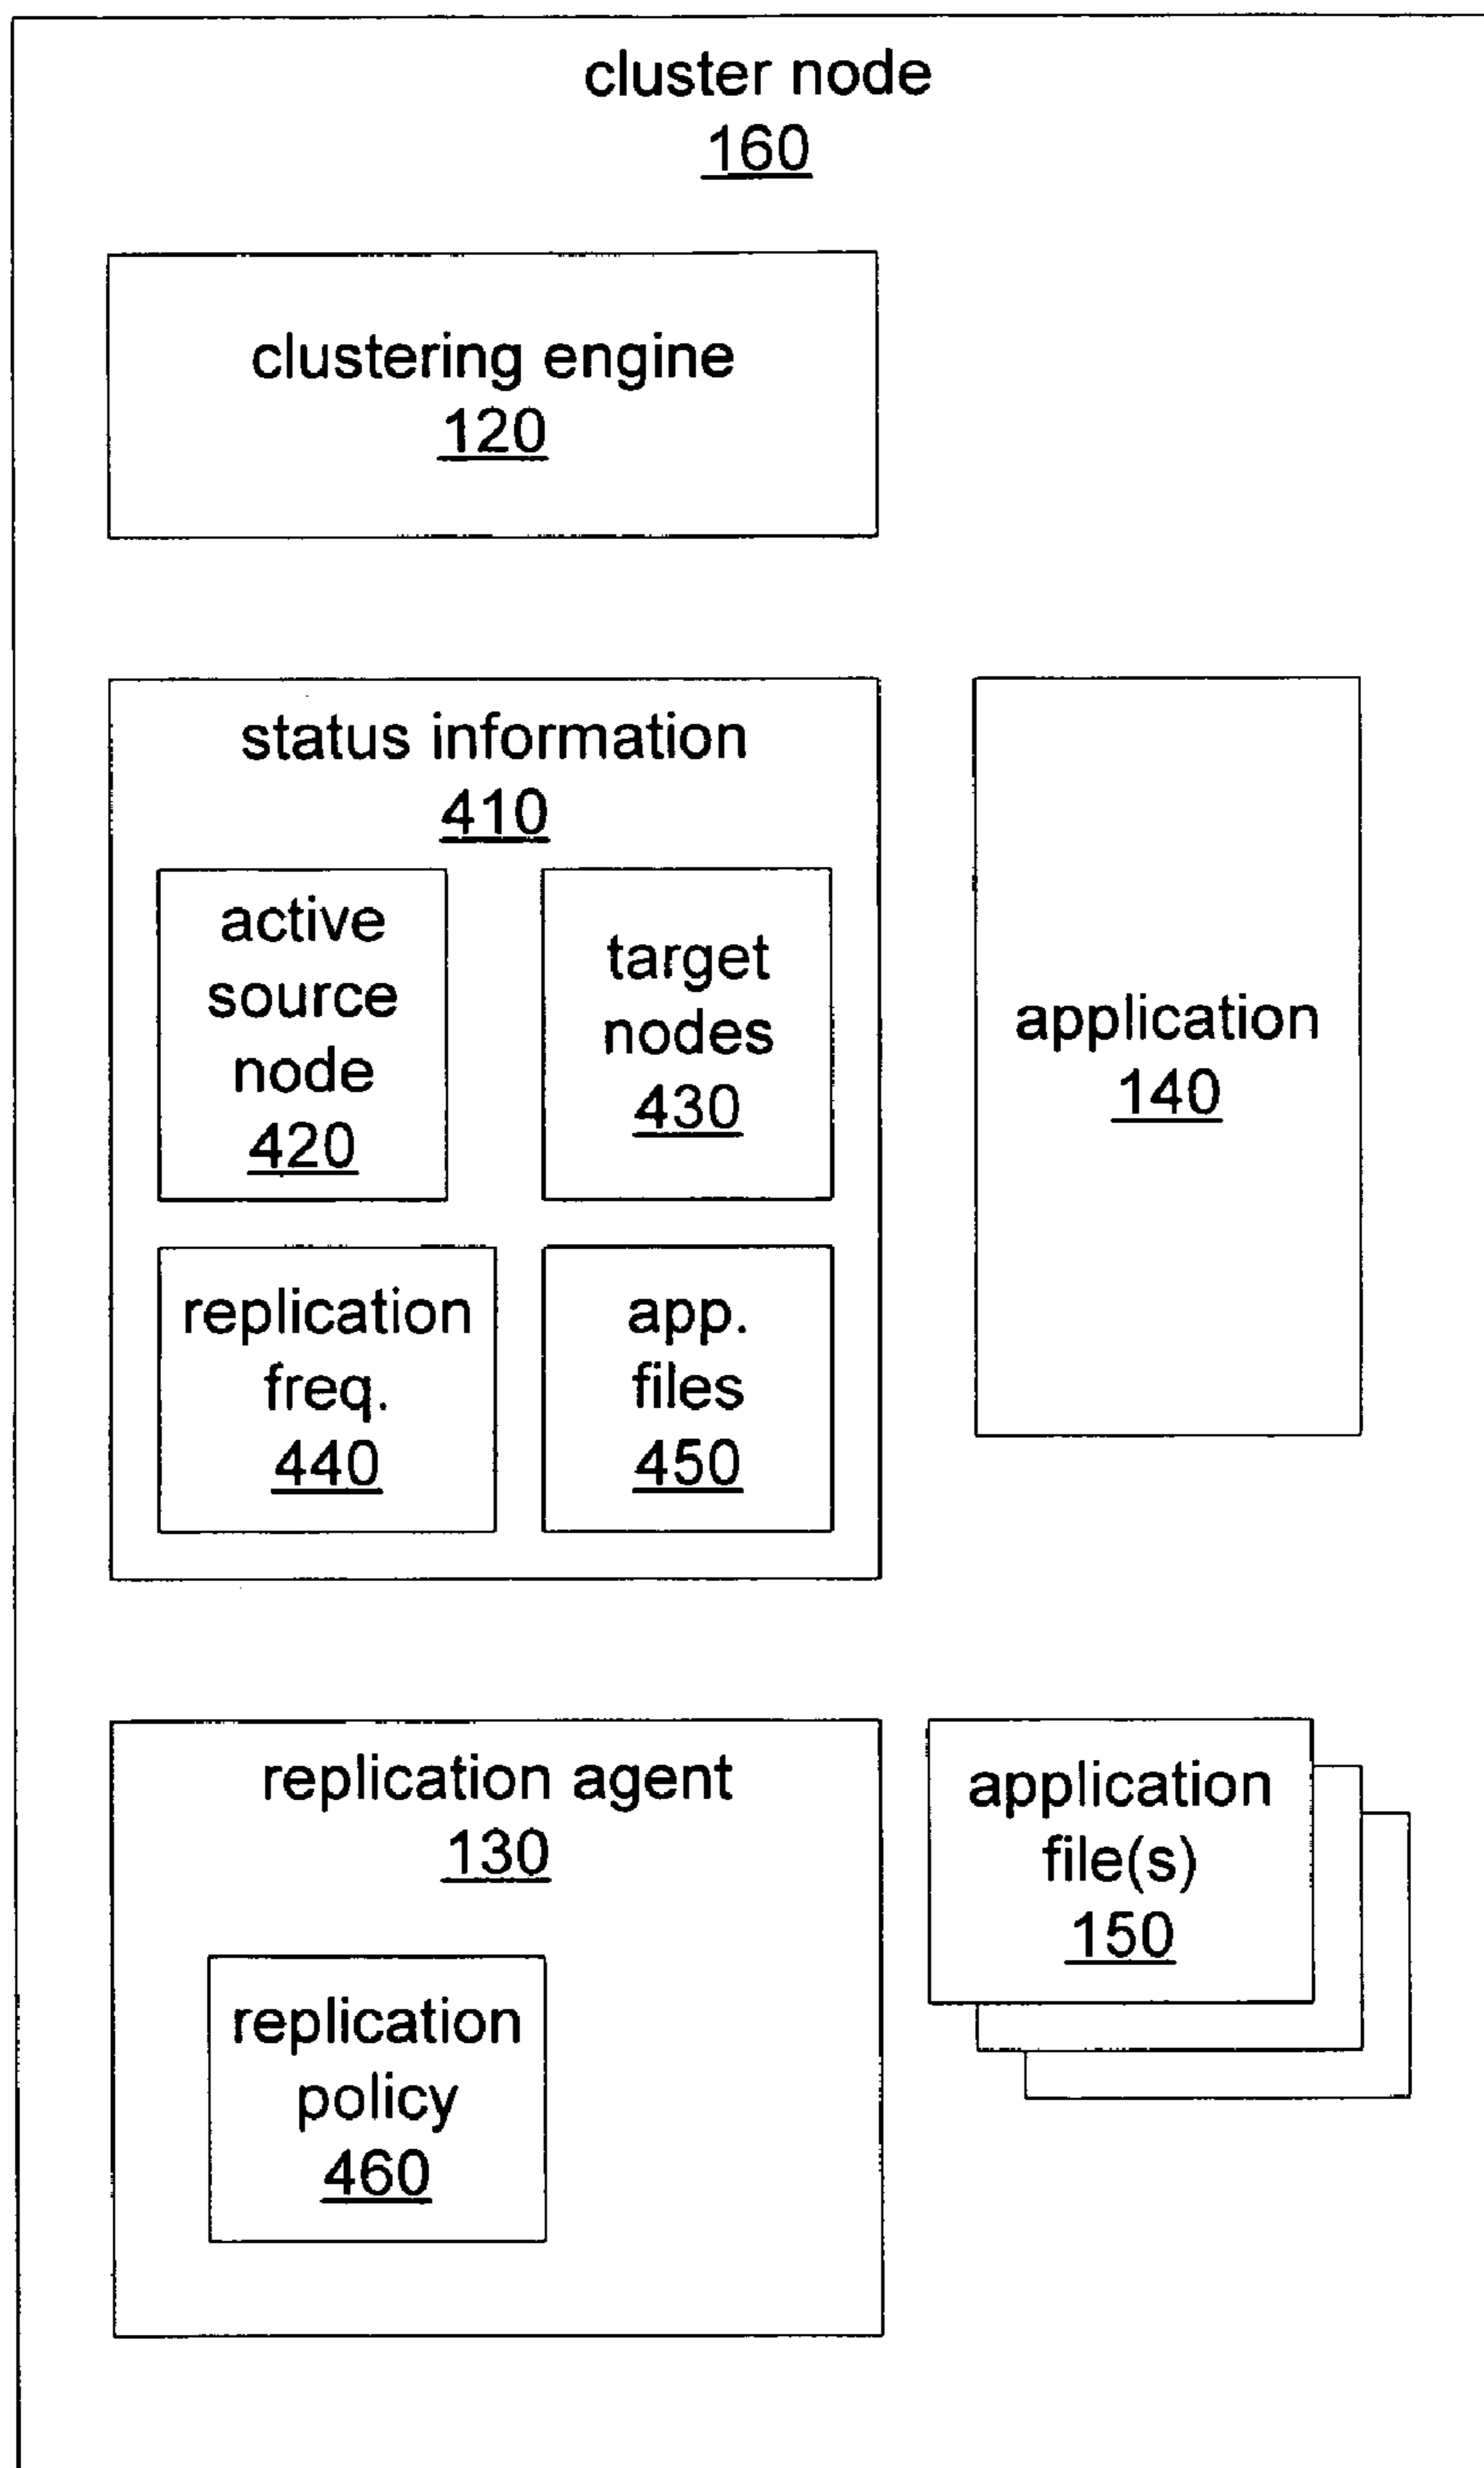 cluster node
160
clustering engine
120
status information
410
active
source
node
420
target
nodes
430
replication
freq.
440
app.
files
450
application
140
replication agent
130
replication
policy
460
application
file(s)
150